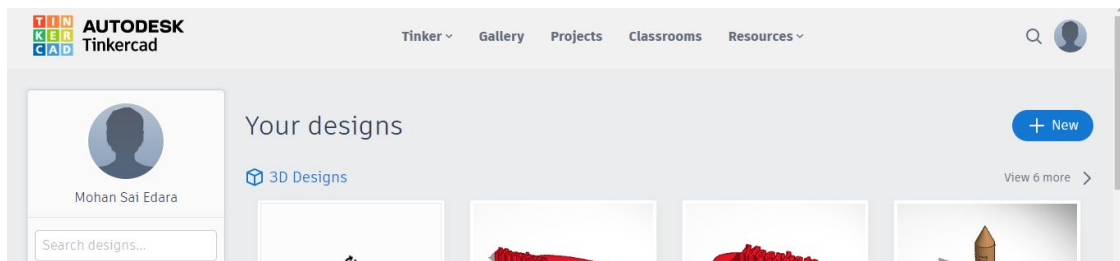 TIN
KER
CAD
AUTODESK
Tinkercad
Tinker
Gallery
Projects
Classrooms
Resources
Mohan Sai Edara
Search designs...
Your designs
+ New
3D Designs
View 6 more